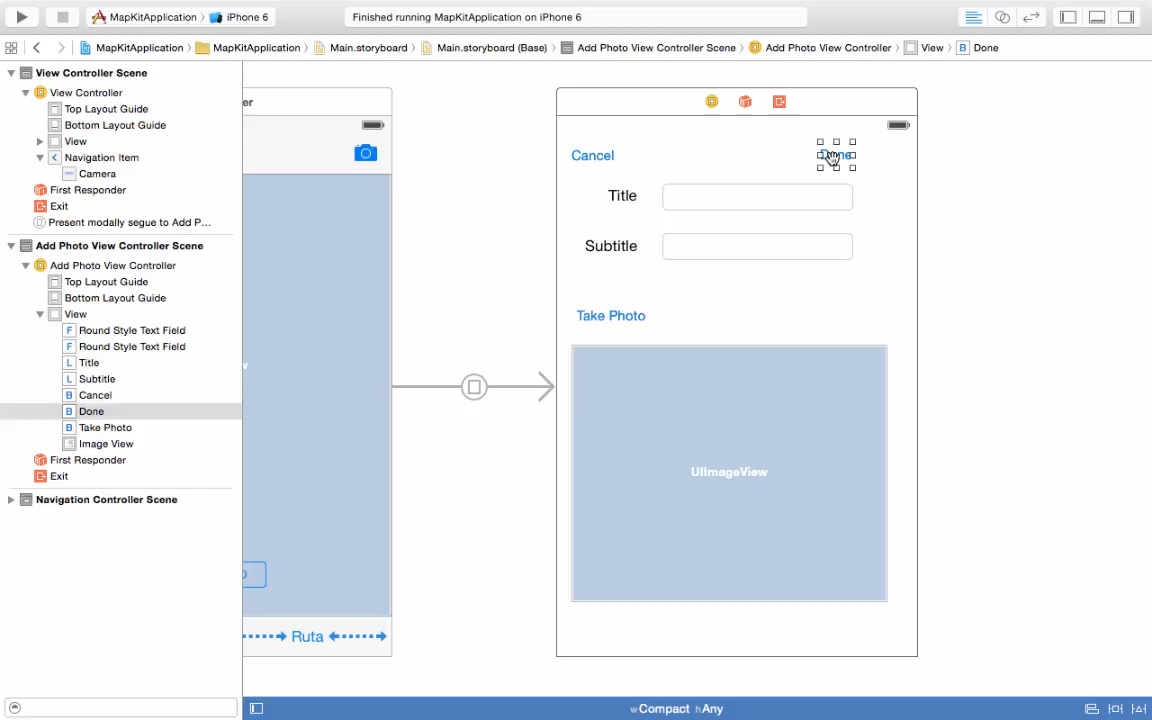 MapKitApplication iPhone 6
Finished running MapKitApplication on iPhone 6
MapKitApplication MapKitApplication Main.storyboard Main.storyboard (Base) Add Photo View Controller Scene Add Photo View Controller View B Done
View Controller Scene
View Controller
Top Layout Guide
Bottom Layout Guide
View
Navigation Item
Camera
First Responder
Exit
Present modally segue to Add P...
Add Photo View Controller Scene
Add Photo View Controller
Top Layout Guide
Bottom Layout Guide
View
F Round Style Text Field
F Round Style Text Field
L Title
L Subtitle
B Cancel
B Done
B Take Photo
Image View
First Responder
Exit
Navigation Controller Scene
er
Ruta
Cancel
Done
Title
Subtitle
Take Photo
UIImageView
wCompact hAny